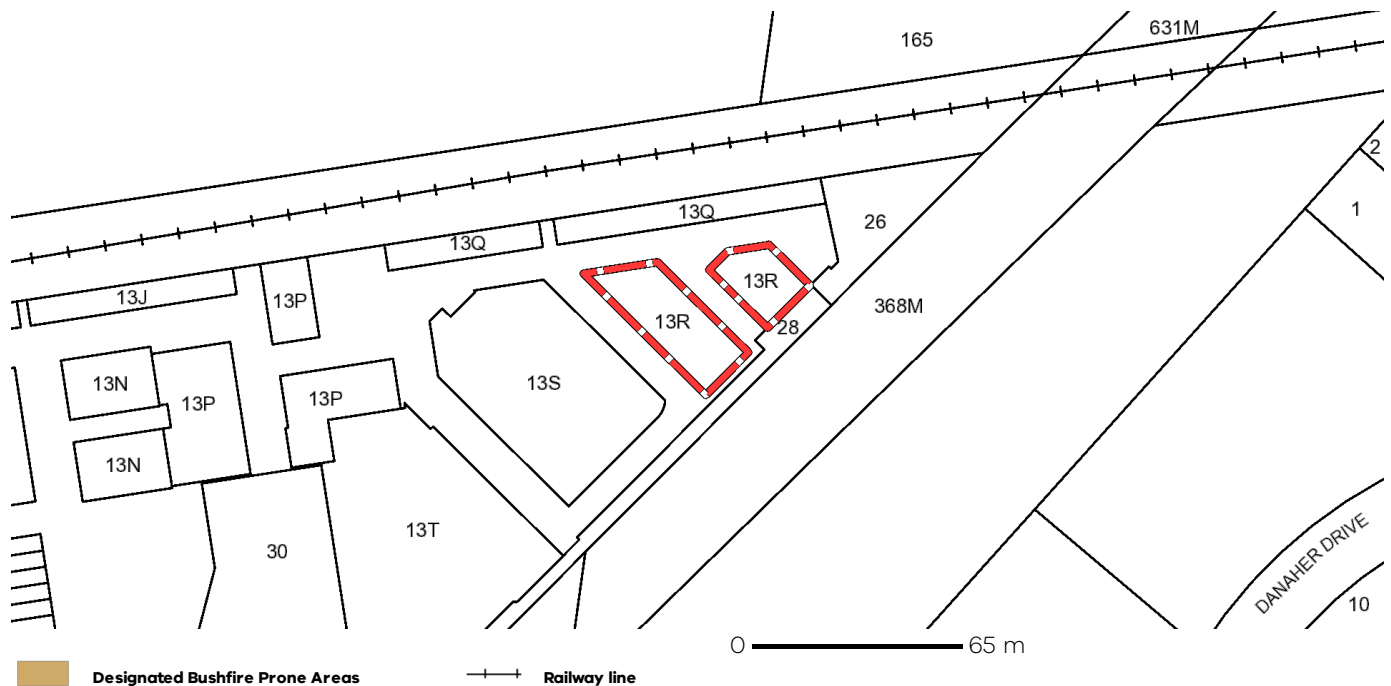 631M
165
2
1
13Q
26
13Q
13R
13J
13P
368M
13R
28
13S
13N
13P
13P
13N
13T
30
DANAHER DRIVE
10
0 65 m
Designated Bushfire Prone Areas Railway line